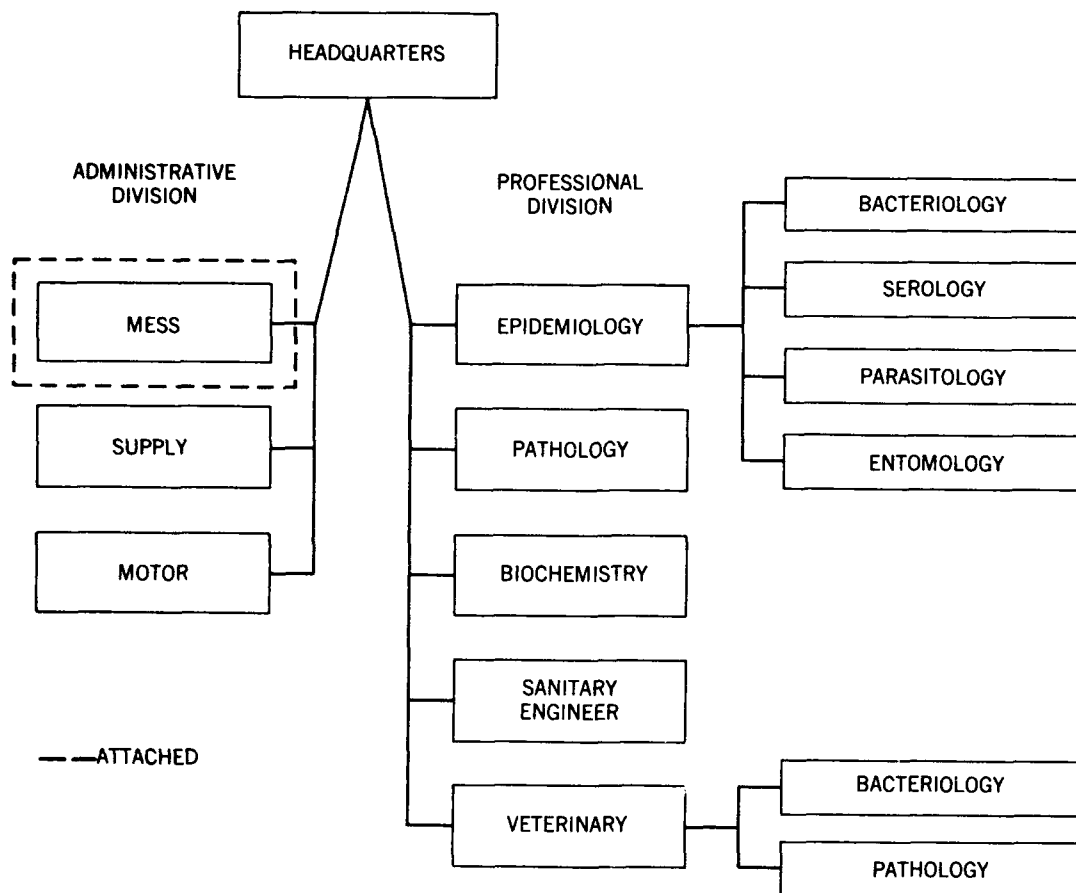 HEADQUARTERS
ADMINISTRATIVE
DIVISION
MESS
SUPPLY
MOTOR
— —ATTACHED
PROFESSIONAL
DIVISION
EPIDEMIOLOGY
PATHOLOGY
BIOCHEMISTRY
SANITARY
ENGINEER
VETERINARY
BACTERIOLOGY
SEROLOGY
PARASITOLOGY
ENTOMOLOGY
BACTERIOLOGY
PATHOLOGY